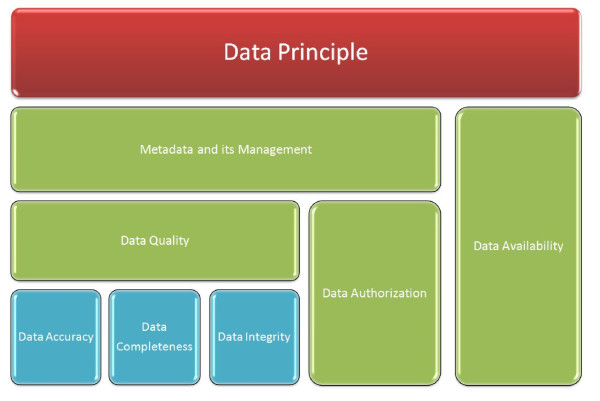 Data Principle
Metadata and its Management
Data Quality
Data Availability
Data Authorization
Data Accuracy
Data
Completeness
Data Integrity